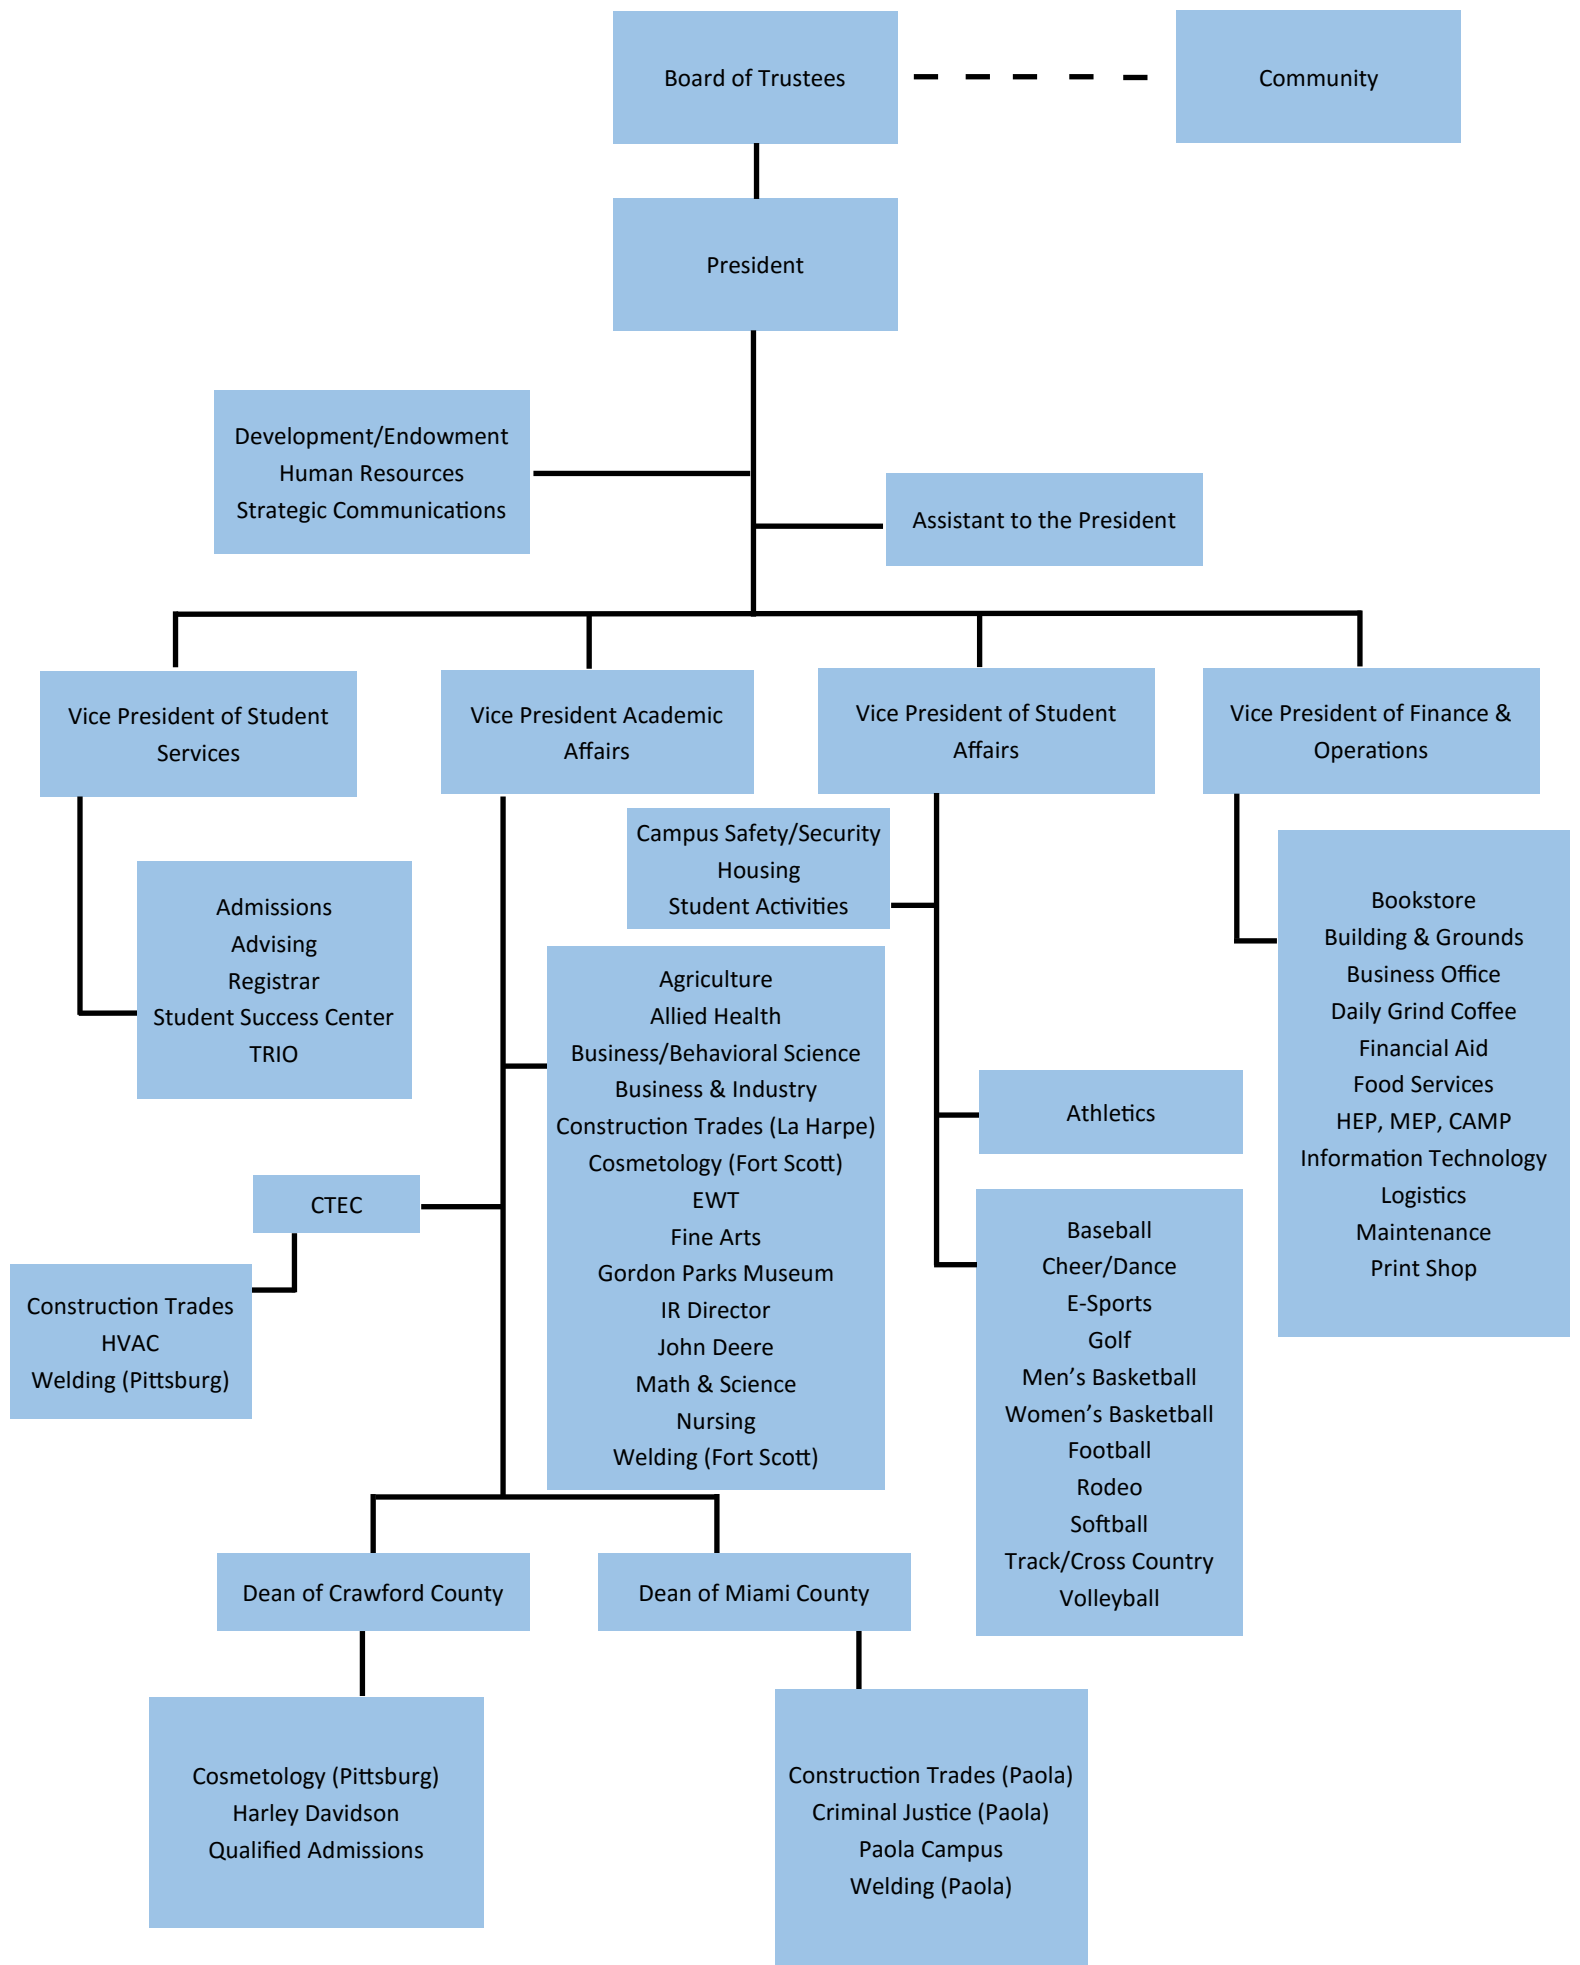 Board of Trustees
Community
President
Development/Endowment
Human Resources
Strategic Communications
Assistant to the President
Vice President of Student
Services
Vice President Academic
Affairs
Vice President of Student
Affairs
Vice President of Finance &
Operations
Admissions
Advising
Registrar
Student Success Center
TRIO
Campus Safety/Security
Housing
Student Activities
Bookstore
Building & Grounds
Business Office
Daily Grind Coffee
Financial Aid
Food Services
HEP, MEP, CAMP
Information Technology
Logistics
Maintenance
Print Shop
Agriculture
Allied Health
Business/Behavioral Science
Business & Industry
Construction Trades (La Harpe)
Cosmetology (Fort Scott)
EWT
Fine Arts
Gordon Parks Museum
IR Director
John Deere
Math & Science
Nursing
Welding (Fort Scott)
Athletics
CTEC
Construction Trades
HVAC
Welding (Pittsburg)
Baseball
Cheer/Dance
E-Sports
Golf
Men’s Basketball
Women’s Basketball
Football
Rodeo
Softball
Track/Cross Country
Volleyball
Dean of Crawford County
Dean of Miami County
Cosmetology (Pittsburg)
Harley Davidson
Qualified Admissions
Construction Trades (Paola)
Criminal Justice (Paola)
Paola Campus
Welding (Paola)